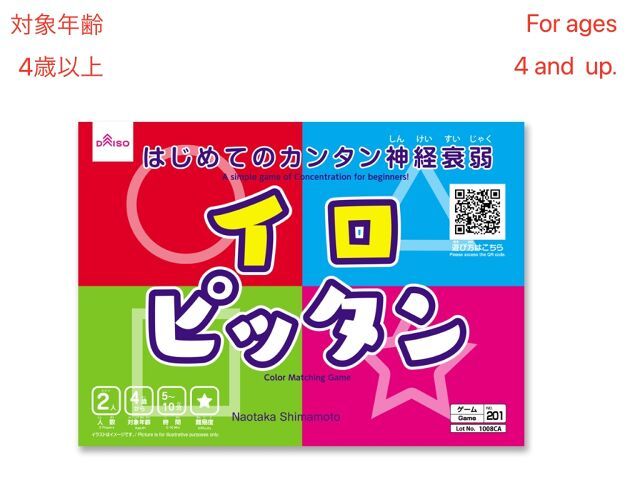 対象年齢
4歳以上
For ages
4 and up.
DAISO
しん けい すい じゃく
はじめてのカンタン神経衰弱
A simple game of Concentration for beginners!
イロ
ピッタン
遊び方はこちら
Please access the QR code.
Color Matching Game
2人
人数
4歳から
対象年齢
5〜10分
時間
難易度
Naotaka Shimamoto
イラストはイメージです。/ Picture is for illustrative purposes only.
ゲーム
Game
NO. 201
Lot No. 1008CA